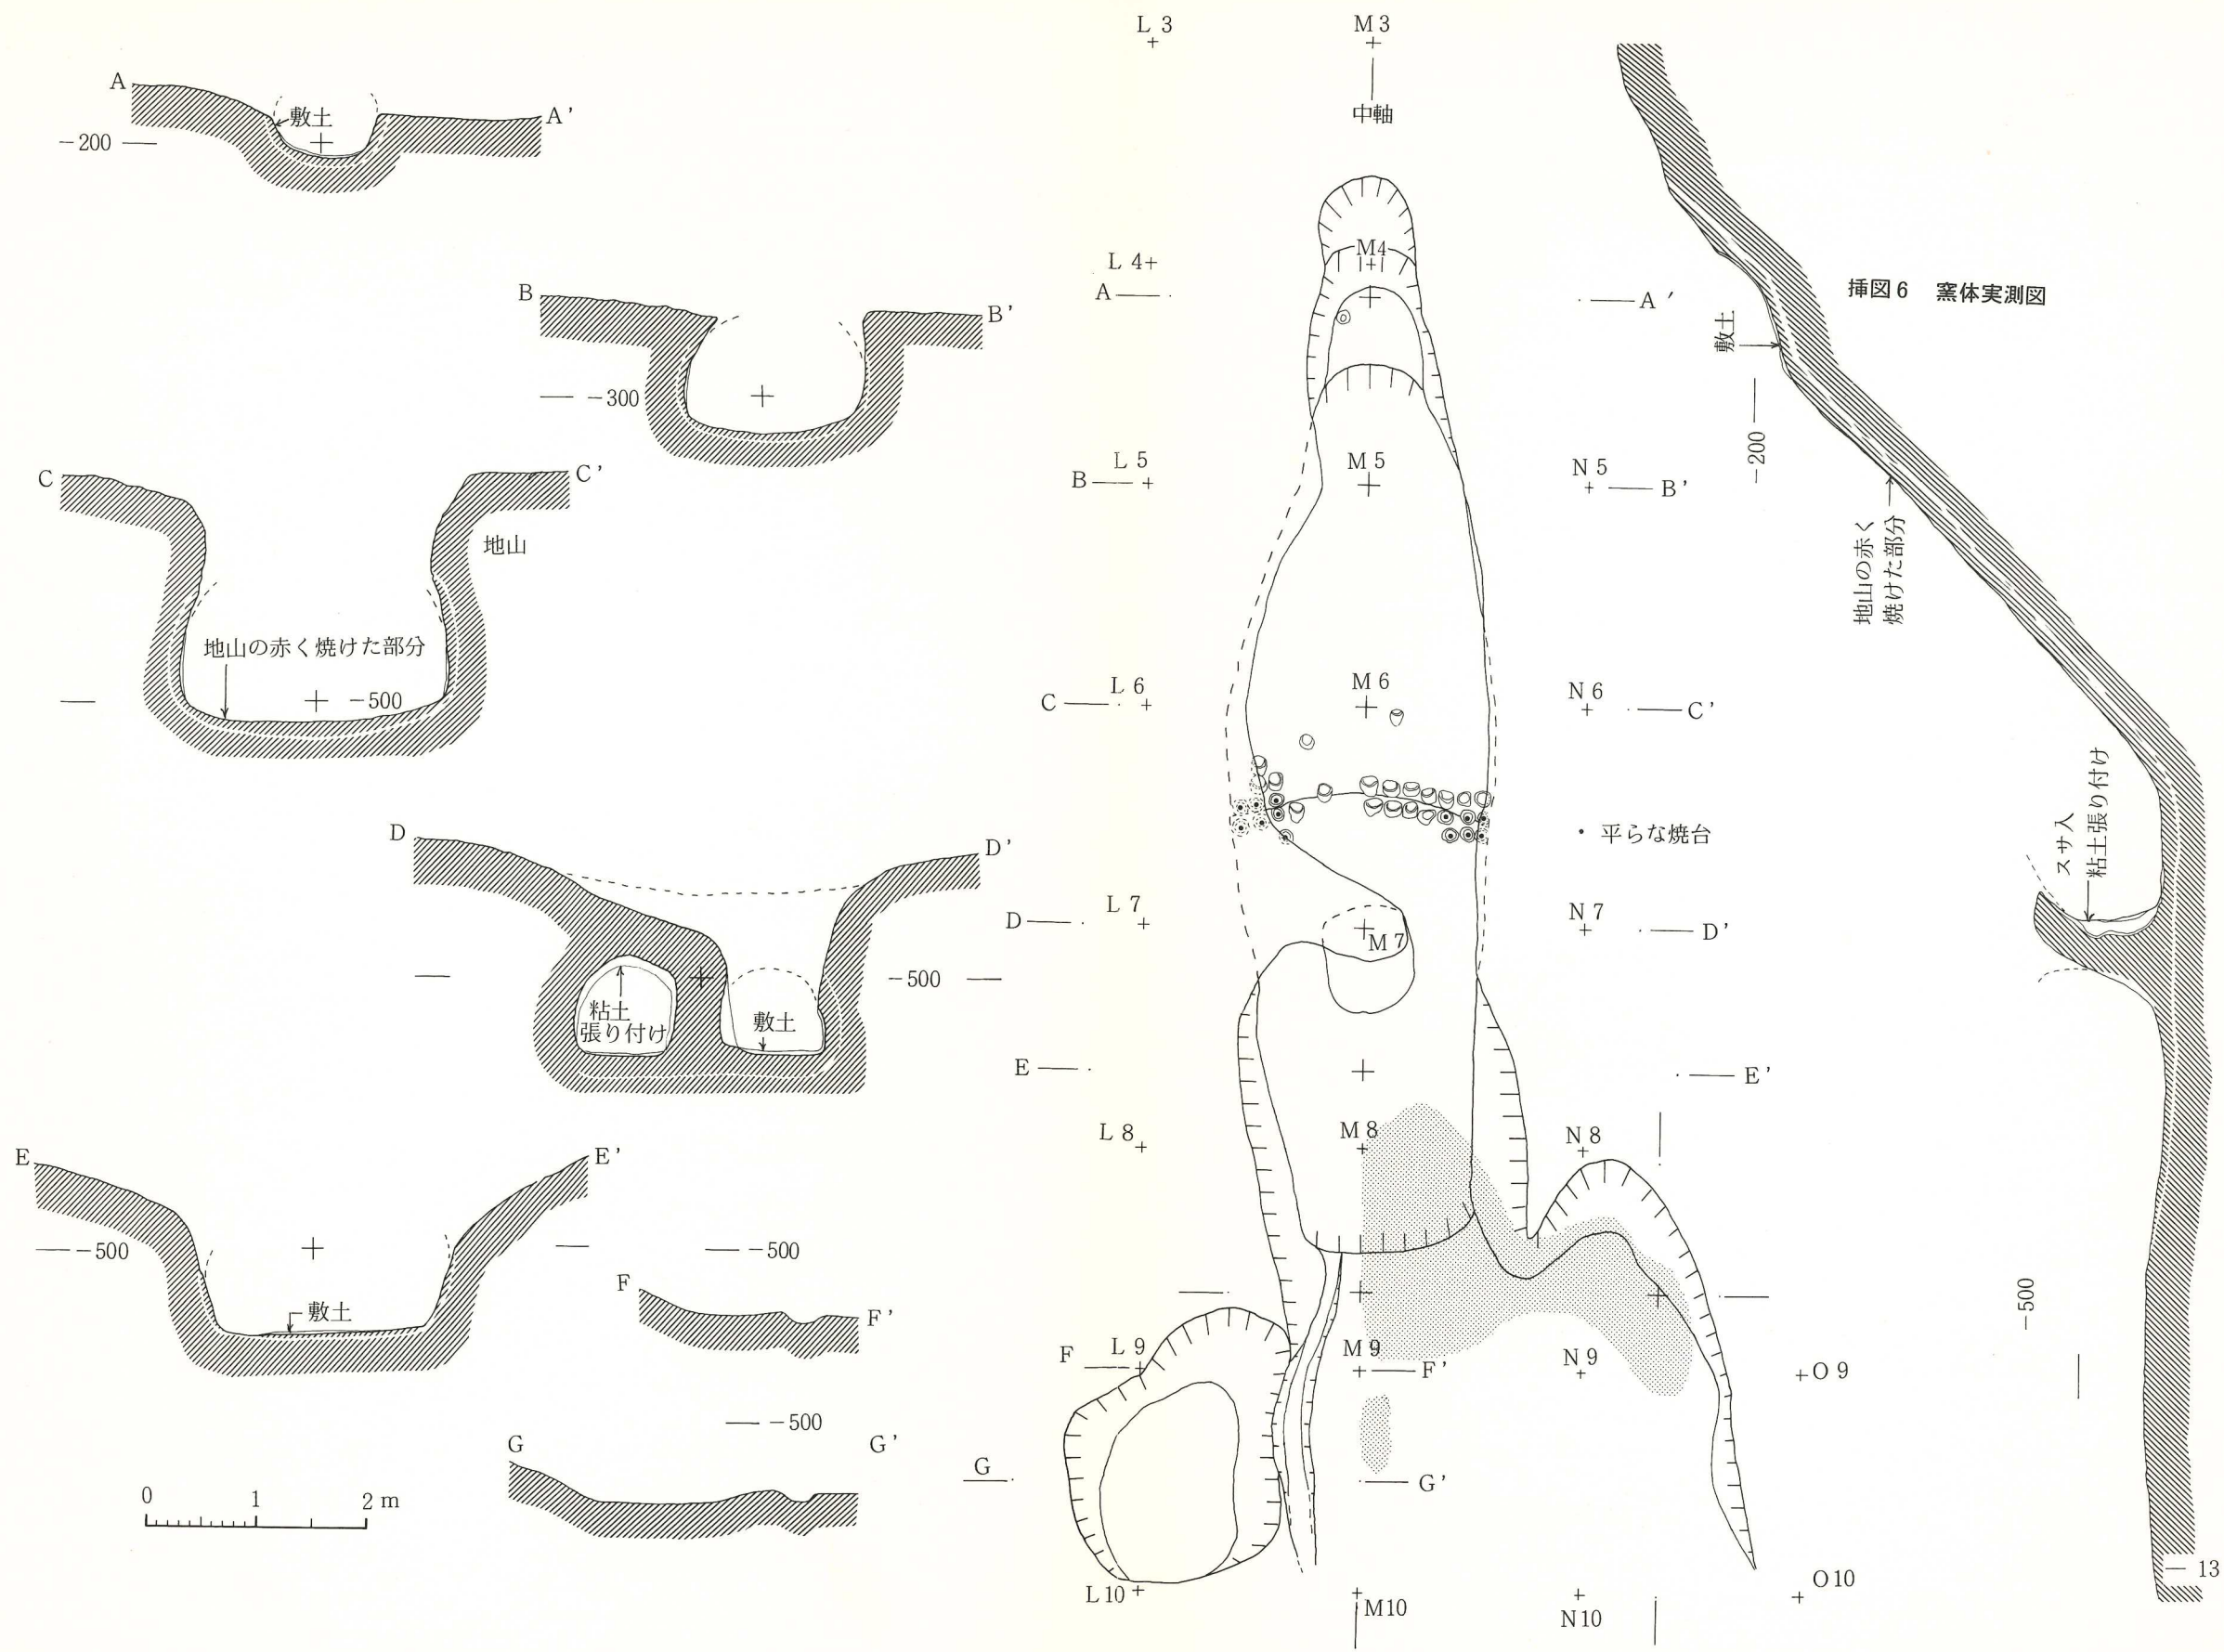 A
A'
敷土
−200
B
B'
−300
C
C'
地山
地山の赤く焼けた部分
−500
D
D'
−500
粘土
張り付け
敷土
E
E'
−500
敷土
−500
F
F'
−500
G
G'
0 1 2 m
L 3
M 3
中軸
M4
L 4
A
A'
L 5
M 5
N 5
B
B'
L 6
M 6
N 6
C
C'
・ 平らな焼台
L 7
M 7
N 7
D
D'
E
E'
L 8
M 8
N 8
F
L 9
M 9
F'
N 9
O 9
G
G'
L 10
M10
N10
O10
挿図 6 窯体実測図
敷土
−200
地山の赤く
焼けた部分
スサ入
粘土張り付け
−500
— 13